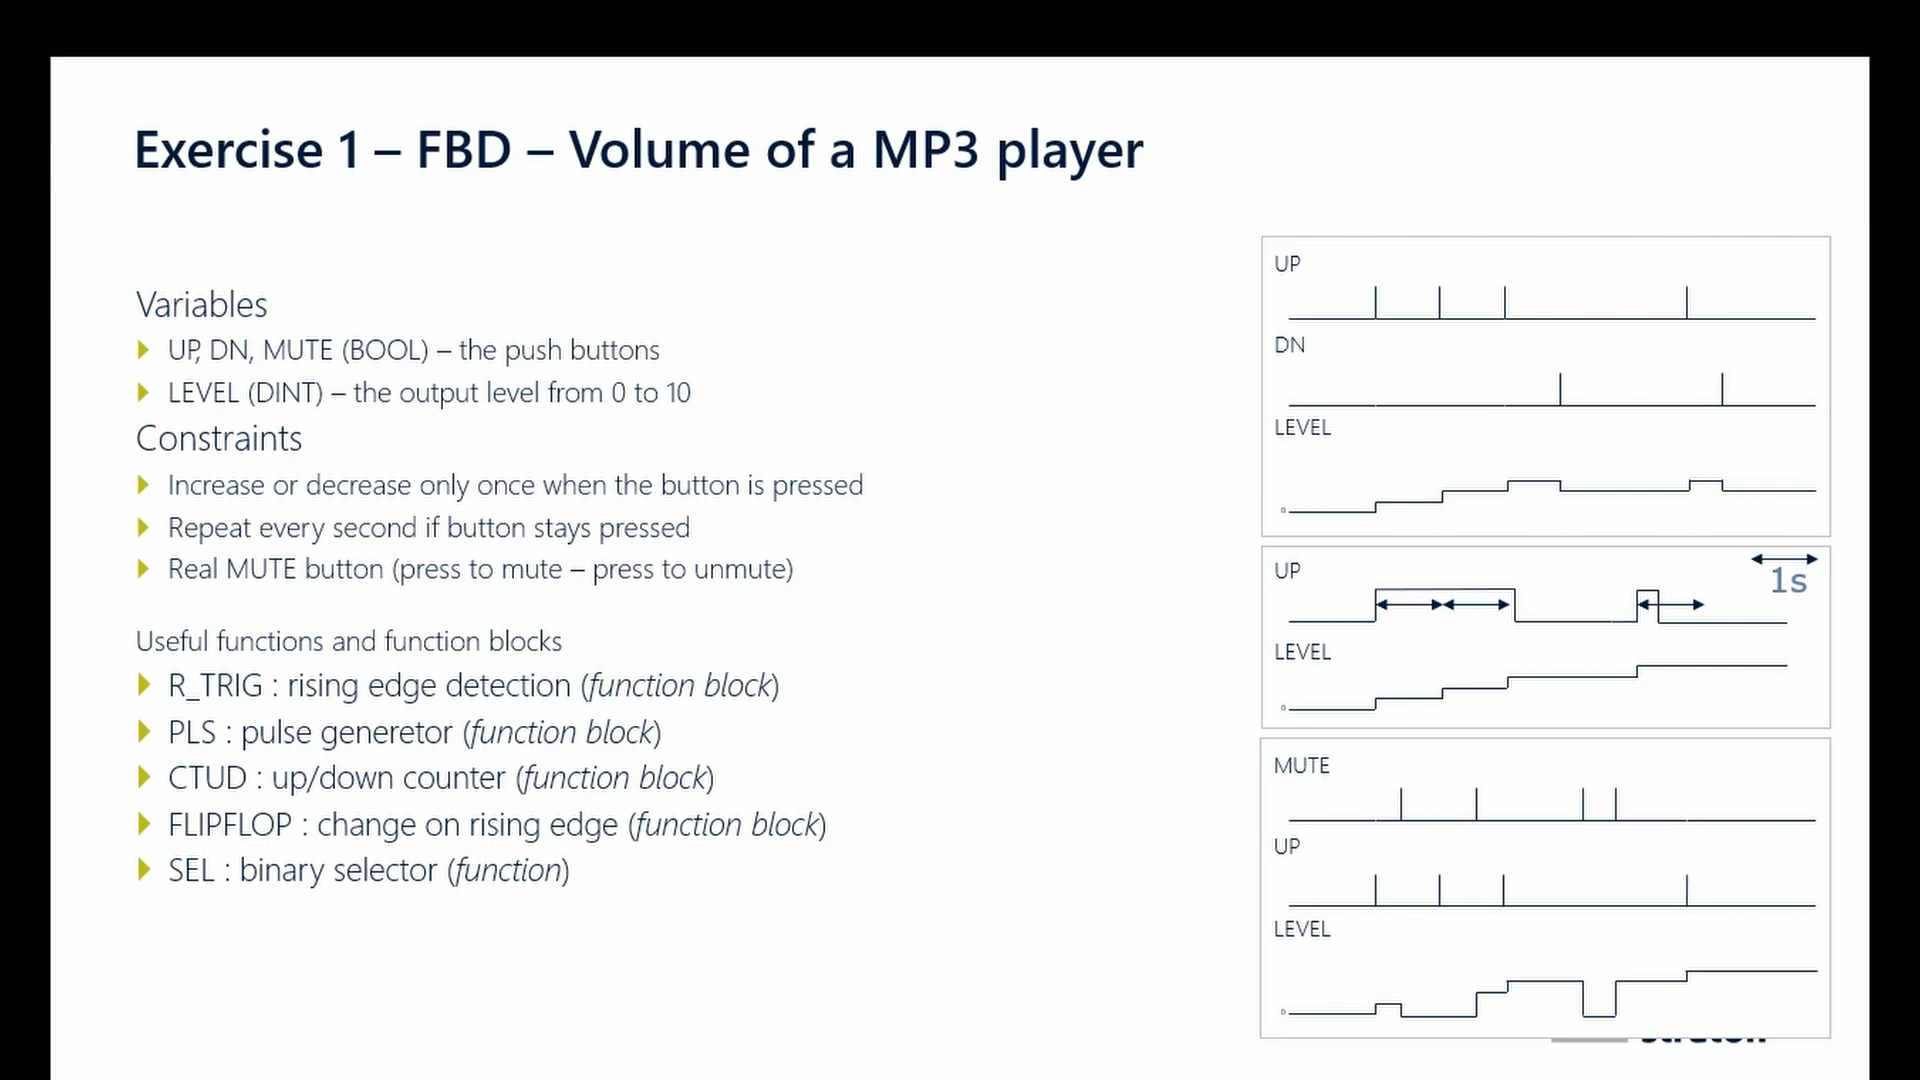 Exercise 1 – FBD – Volume of a MP3 player
Variables
UP, DN, MUTE (BOOL) – the push buttons
LEVEL (DINT) – the output level from 0 to 10
Constraints
Increase or decrease only once when the button is pressed
Repeat every second if button stays pressed
Real MUTE button (press to mute – press to unmute)
Useful functions and function blocks
R_TRIG : rising edge detection (function block)
PLS : pulse generetor (function block)
CTUD : up/down counter (function block)
FLIPFLOP : change on rising edge (function block)
SEL : binary selector (function)
UP
DN
LEVEL
0
UP
1s
LEVEL
0
MUTE
UP
LEVEL
0